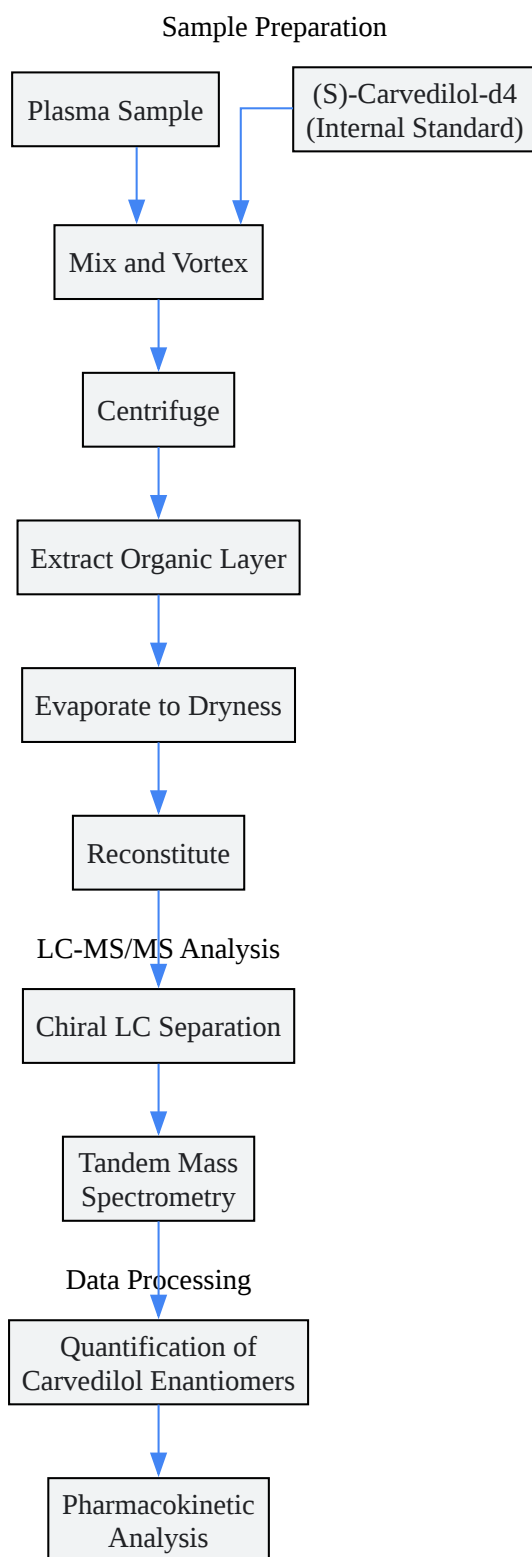 Sample Preparation
Plasma Sample
(S)-Carvedilol-d4
(Internal Standard)
Mix and Vortex
Centrifuge
Extract Organic Layer
Evaporate to Dryness
Reconstitute
LC-MS/MS Analysis
Chiral LC Separation
Tandem Mass
Spectrometry
Data Processing
Quantification of
Carvedilol Enantiomers
Pharmacokinetic
Analysis